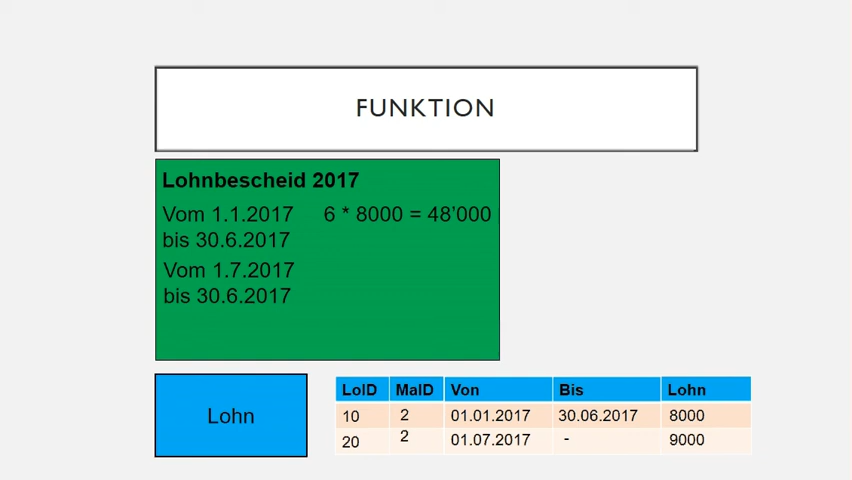 FUNKTION
Lohnbescheid 2017
Vom 1.1.2017 6 * 8000 = 48’000
bis 30.6.2017
Vom 1.7.2017
bis 30.6.2017
Lohn
LoID MaID Von Bis Lohn
10 2 01.01.2017 30.06.2017 8000
20 2 01.07.2017 - 9000